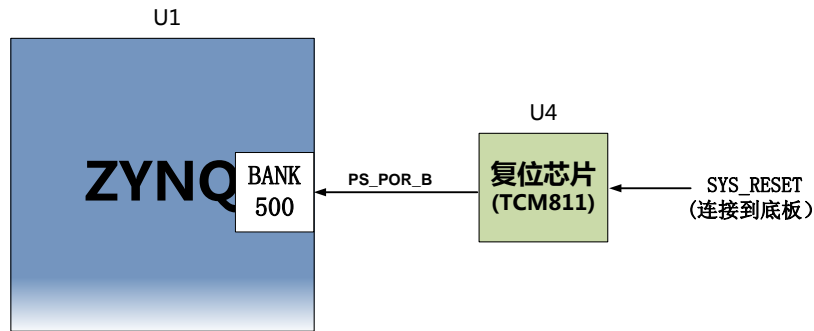 U1
ZYNQ
BANK
500
PS_POR_B
U4
复位芯片
(TCM811)
SYS_RESET
(连接到底板）